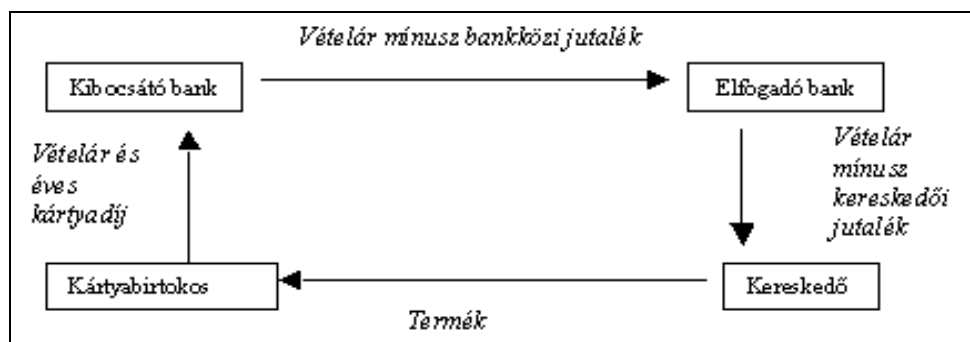 Vételár mínusz bankközi jutalék
Kibocsátó bank
Elfogadó bank
Vételár és
éves
kártyadíj
Vételár
mínusz
kereskedői
jutalék
Kártyabirtokos
Kereskedő
Termék